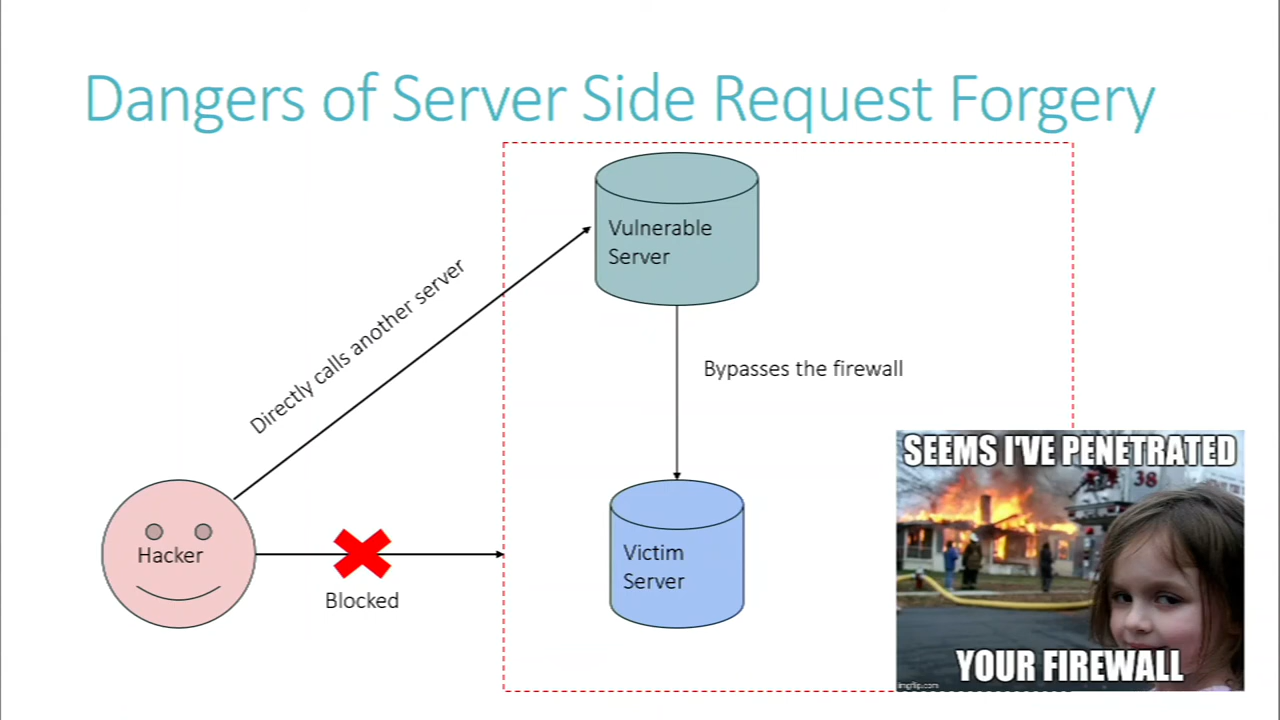 Dangers of Server Side Request Forgery
Vulnerable
Server
Directly calls another server
Bypasses the firewall
Hacker
Blocked
Victim
Server
SEEMS I'VE PENETRATED
38
YOUR FIREWALL
imgflip.com